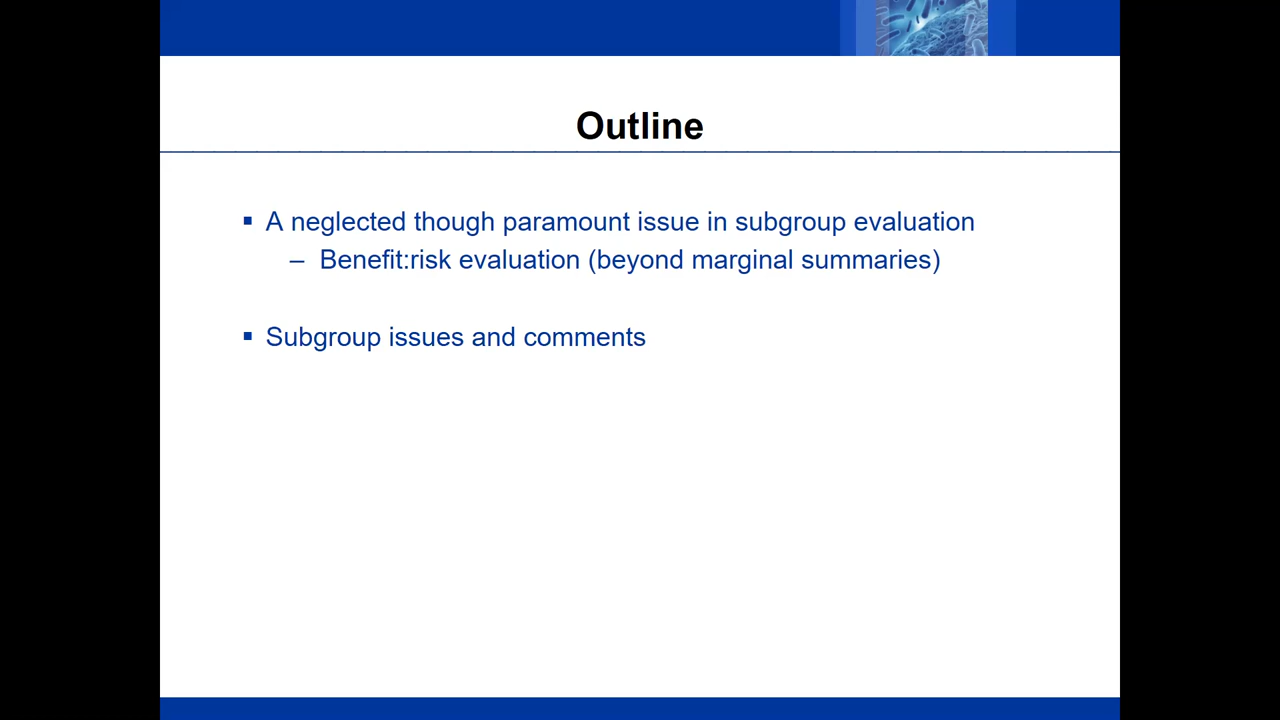 Outline
▪ A neglected though paramount issue in subgroup evaluation
– Benefit:risk evaluation (beyond marginal summaries)
▪ Subgroup issues and comments